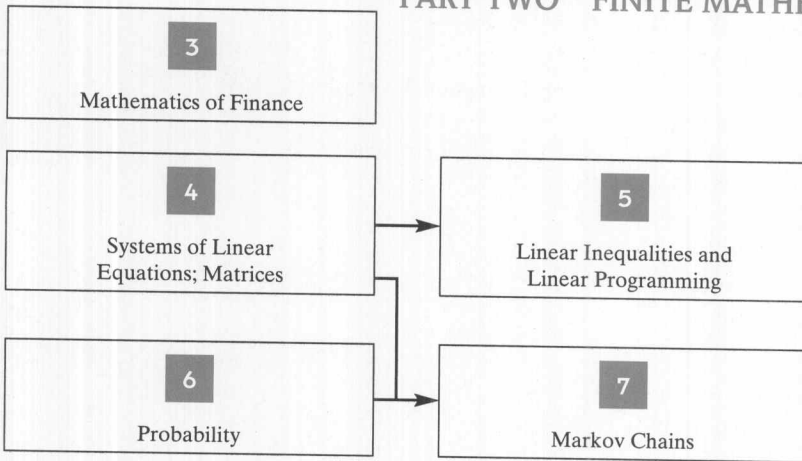 PART TWO FINITE
3
Mathematics of Finance
4
Systems of Linear
Equations; Matrices
5
Linear Inequalities and
Linear Programming
6
Probability
7
Markov Chains